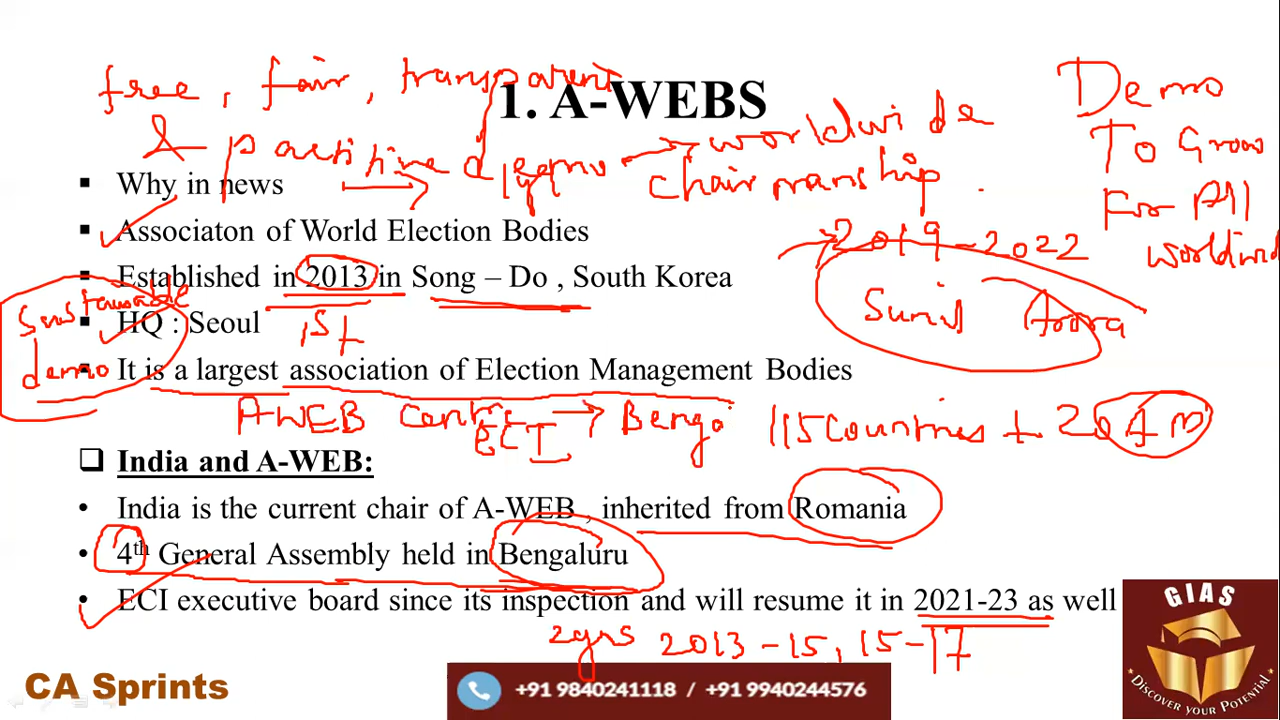 free, fair, transparent
1. A-WEBS
Demo
To Grow
For All
worldwid
& worldwide
chairmanship
▪ Why in news
▪ Associaton of World Election Bodies
2019-2022
▪ Established in 2013 in Song – Do , South Korea
Sustainable
demo
▪ HQ : Seoul
1st
Sunil Arora
▪ It is a largest association of Election Management Bodies
A-WEB Centre → Benga
ECI
115 Countries + 20
❑ India and A-WEB:
• India is the current chair of A-WEB , inherited from Romania
• 4th General Assembly held in Bengaluru
• ECI executive board since its inspection and will resume it in 2021-23 as well
2yrs 2013-15, 15-17
GIAS
DISCOVER YOUR POTENTIAL
CA Sprints
+91 9840241118 / +91 9940244576